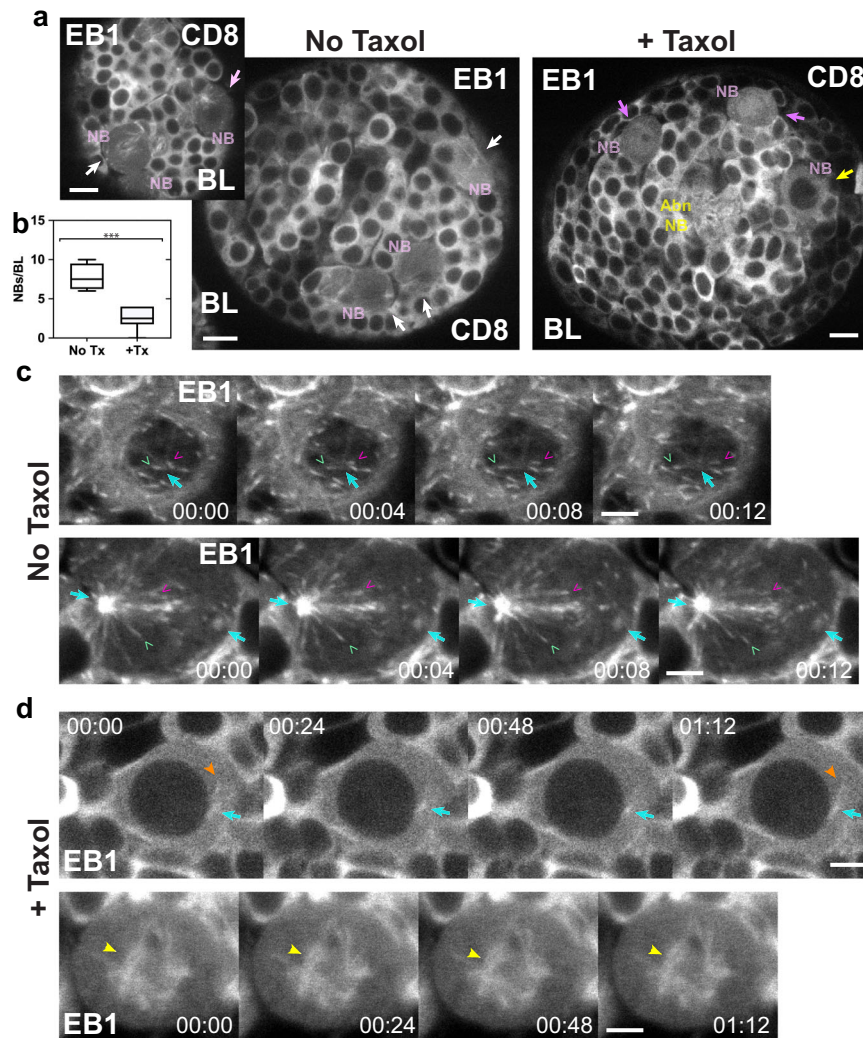 a
EB1 CD8
NB
NB
NB
BL
No Taxol
EB1
NB
NB
BL
CD8
+ Taxol
EB1
CD8
NB
NB
NB
Abn
NB
BL
b
***
NBs/BL
15
10
5
0
No Tx
+Tx
c
No Taxol
EB1
00:00
00:04
00:08
00:12
EB1
00:00
00:04
00:08
00:12
d
+ Taxol
00:00
00:24
00:48
01:12
EB1
EB1
00:00
00:24
00:48
01:12